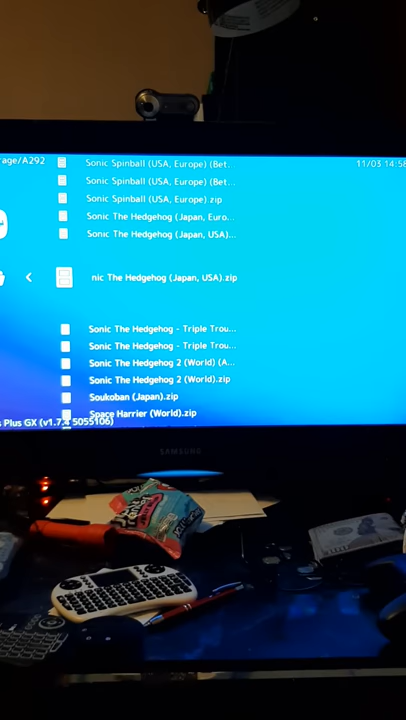 rage/A292
11/03 14:58
Sonic Spinball (USA, Europe) (Bet...
Sonic Spinball (USA, Europe) (Bet...
Sonic Spinball (USA, Europe) zip
Sonic The Hedgehog (Japan, Euro...
Sonic The Hedgehog (Japan, USA)...
nic The Hedgehog (Japan, USA).zip
Sonic The Hedgehog - Triple Trou...
Sonic The Hedgehog - Triple Trou...
Sonic The Hedgehog 2 (World) (A...
Sonic The Hedgehog 2 (World).zip
Soukoban (Japan).zip
Space Harrier (World).zip
s Plus GX (v1.7.4 5055106)
SAMSUNG